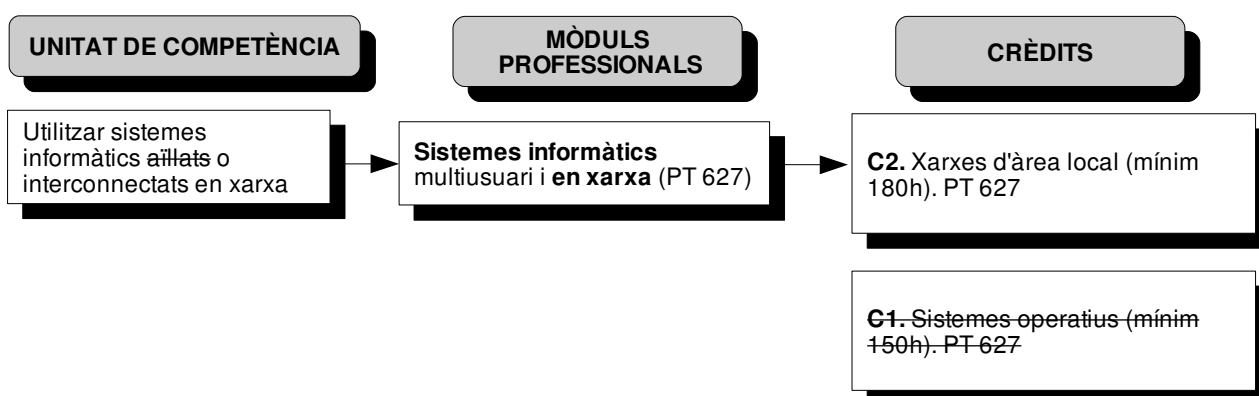 UNITAT DE COMPETÈNCIA
MÒDULS
PROFESSIONALS
CRÈDITS
Utilitzar sistemes
informàtics aïllats o
interconnectats en xarxa
Sistemes informàtics
multiusuari i en xarxa (PT 627)
C2. Xarxes d'àrea local (mínim
180h). PT 627
C1. Sistemes operatius (mínim
150h). PT 627